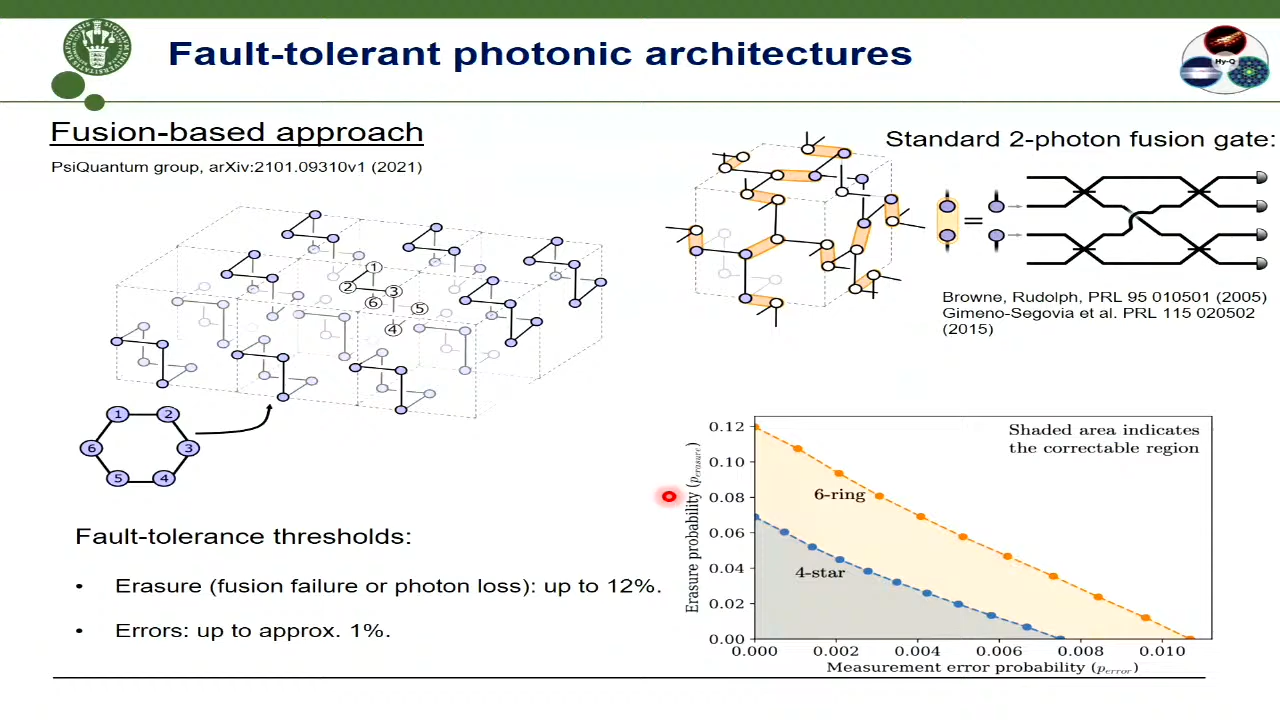 Fault-tolerant photonic architectures
Hy-Q
Fusion-based approach
PsiQuantum group, arXiv:2101.09310v1 (2021)
1
2
3
6
5
4
1
2
6
3
5
4
Fault-tolerance thresholds:
• Erasure (fusion failure or photon loss): up to 12%.
• Errors: up to approx. 1%.
Standard 2-photon fusion gate:
=
Browne, Rudolph, PRL 95 010501 (2005)
Gimeno-Segovia et al. PRL 115 020502
(2015)
Shaded area indicates
the correctable region
6-ring
4-star
Erasure probability (p_erasure)
0.12
0.10
0.08
0.06
0.04
0.02
0.00
0.000 0.002 0.004 0.006 0.008 0.010
Measurement error probability (p_error)